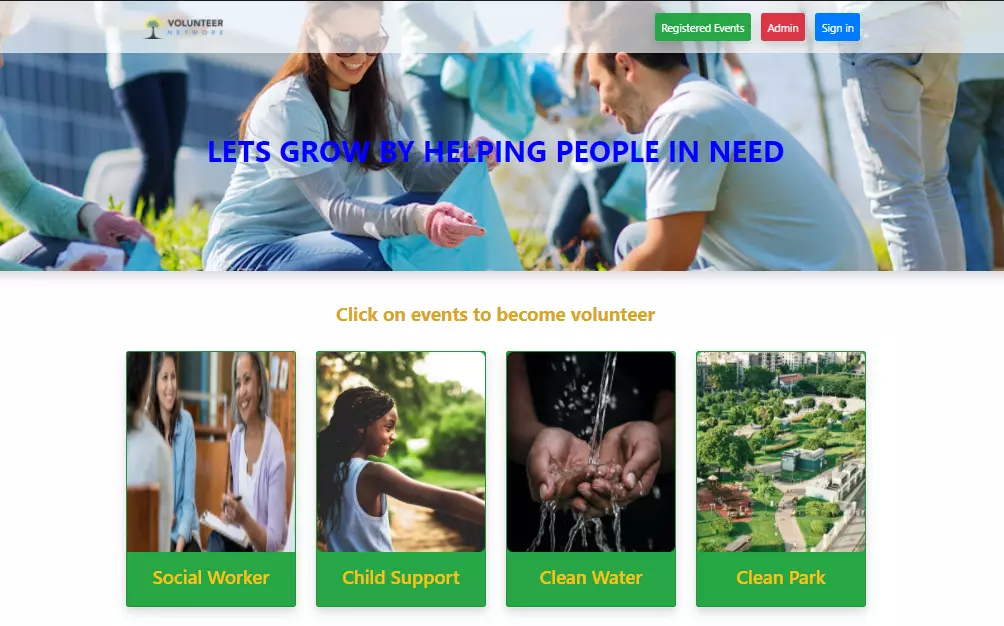 VOLUNTEER
NETWORK
Registered Events
Admin
Sign in
LETS GROW BY HELPING PEOPLE IN NEED
Click on events to become volunteer
Social Worker
Child Support
Clean Water
Clean Park